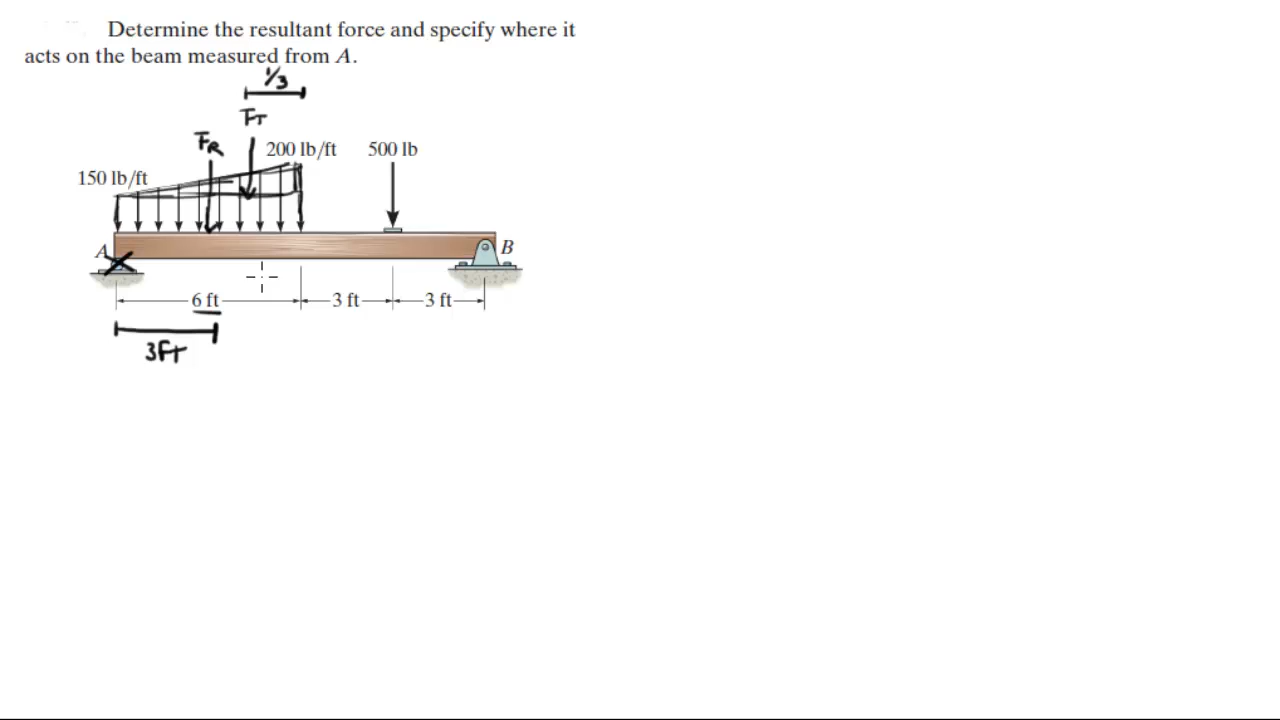 Determine the resultant force and specify where it
acts on the beam measured from A.
1/3
FT
FR
200 lb/ft
500 lb
150 lb/ft
A
B
6 ft
3 ft
3 ft
3FT